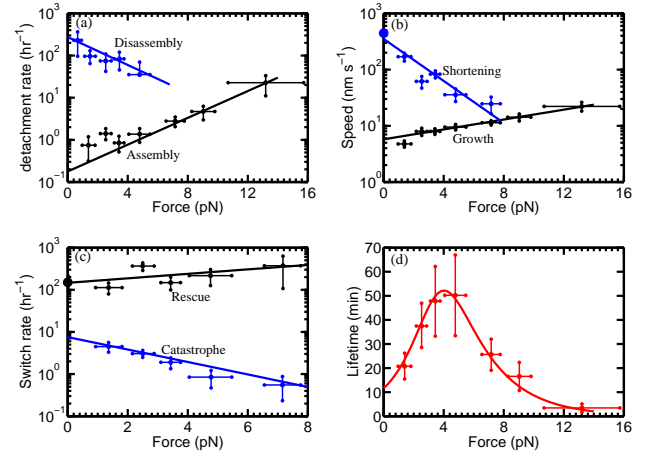 (a)
Disassembly
Assembly
detachment rate (hr⁻¹)
10³
10²
10¹
10⁰
10⁻¹
0 4 8 12 16
Force (pN)
(b)
Shortening
Growth
Speed (nm s⁻¹)
10³
10²
10¹
10⁰
0 4 8 12 16
Force (pN)
(c)
Rescue
Catastrophe
Switch rate (hr⁻¹)
10³
10²
10¹
10⁰
10⁻¹
0 2 4 6 8
Force (pN)
(d)
Lifetime (min)
70
60
50
40
30
20
10
0
0 4 8 12 16
Force (pN)